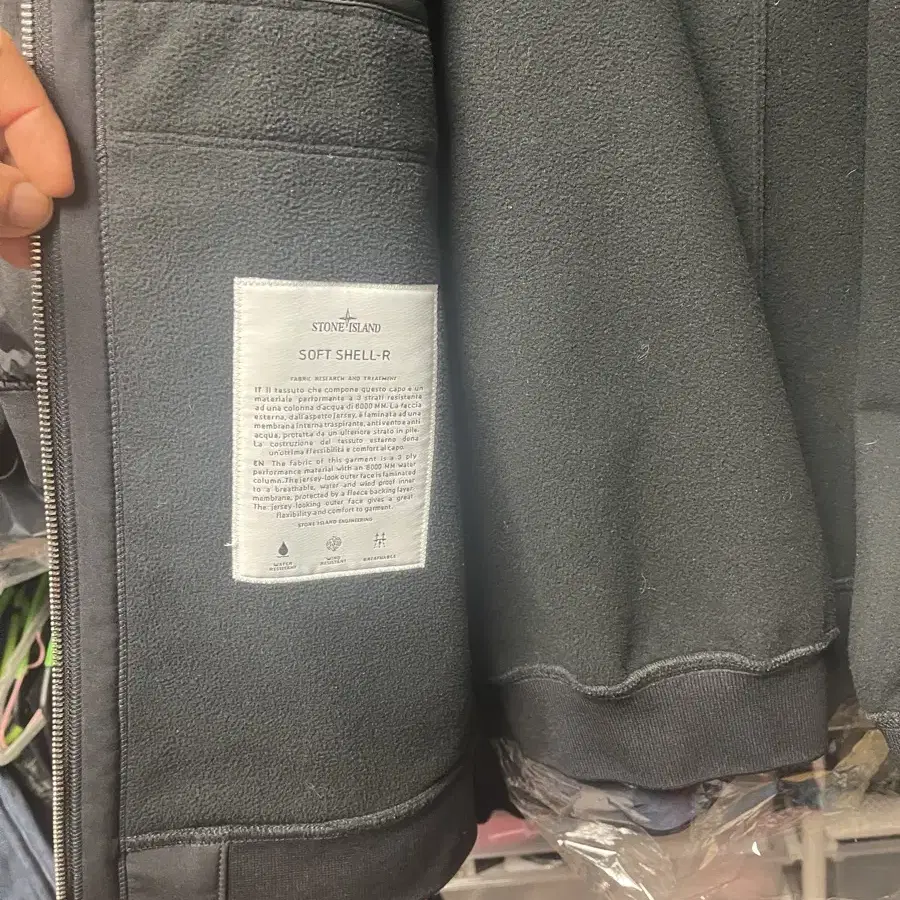 STONE ISLAND
SOFT SHELL-R
FABRIC RESEARCH AND TREATMENT
IT Il tessuto che compone questo capo è un
materiale performante a 3 strati resistente
ad una colonna d'acqua di 8000 MM. La faccia
esterna, dall'aspetto jersey, è laminata ad una
membrana interna traspirante, antivento e anti
acqua, protetta da un ulteriore strato in pile.
La costruzione del tessuto esterno dona
un'ottima flessibilità e comfort al capo.
EN The fabric of this garment is a 3 ply
performance material with an 8000 MM water
column. The jersey-look outer face is laminated
to a breathable, water and wind proof inner
membrane, protected by a fleece backing layer.
The jersey looking outer face gives a great
flexibility and comfort to garment.
STONE ISLAND ENGINEERING
WATER RESISTANT
WIND RESISTANT
BREATHABLE